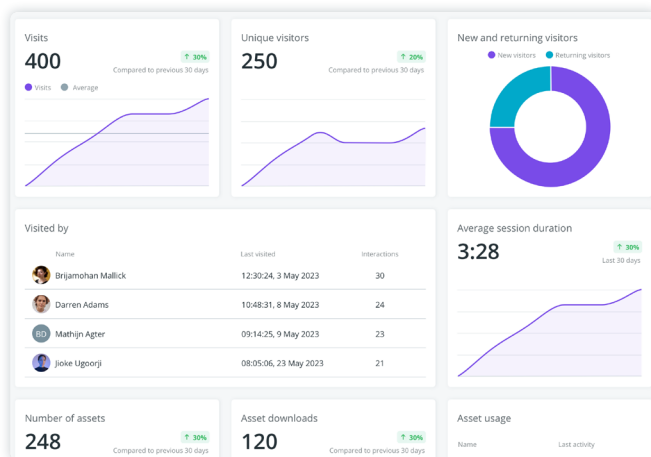 Visits
400
↑ 30%
Compared to previous 30 days
Visits
Average
Unique visitors
250
↑ 20%
Compared to previous 30 days
New and returning visitors
New visitors
Returning visitors
Visited by
Name Last visited Interactions
Brijamohan Mallick 12:30:24, 3 May 2023 30
Darren Adams 10:48:31, 8 May 2023 24
BD Mathijn Agter 09:14:25, 9 May 2023 23
Jioke Ugoorji 08:05:06, 23 May 2023 21
Average session duration
3:28
↑ 30%
Last 30 days
Number of assets
248
↑ 30%
Compared to previous 30 days
Asset downloads
120
↑ 30%
Compared to previous 30 days
Asset usage
Name Last activity